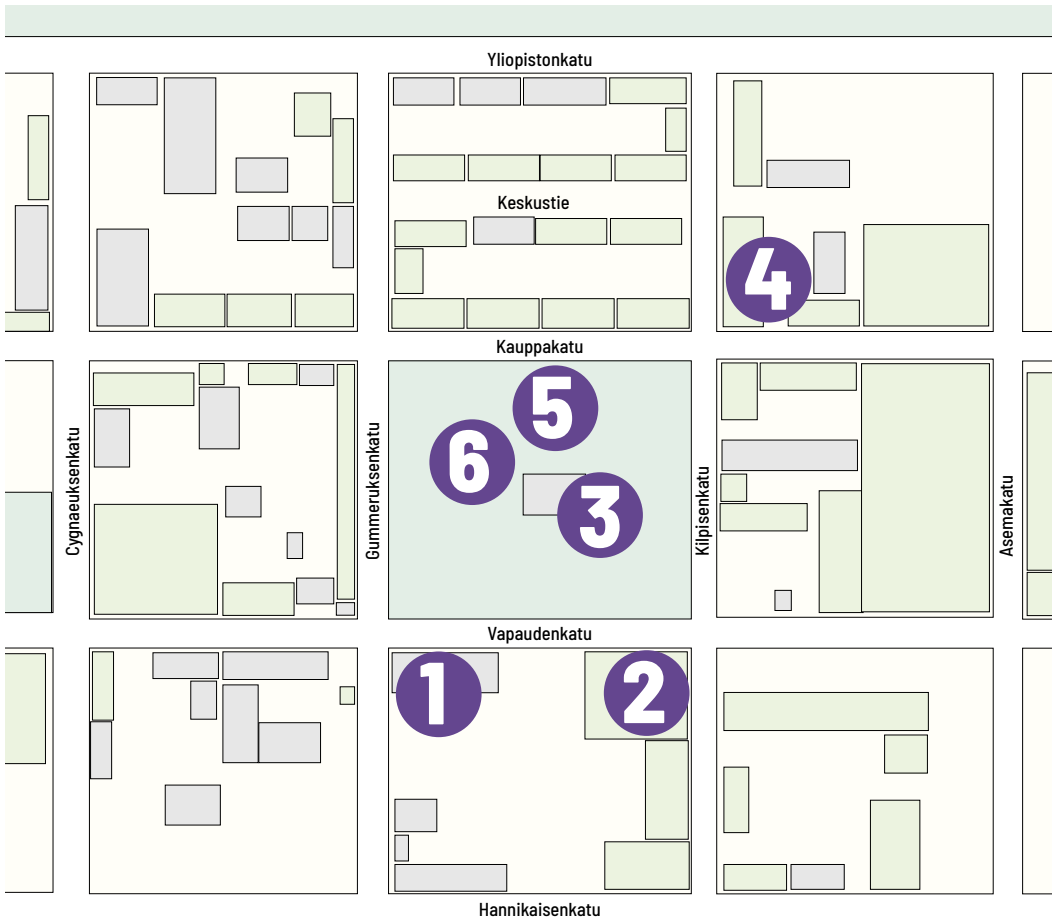 Yliopistonkatu
Keskustie
4
Kauppakatu
5
6
3
Cygnaeuksenkatu
Gummeruksenkatu
Kilpisenkatu
Asemakatu
Vapaudenkatu
1
2
Hannikaisenkatu